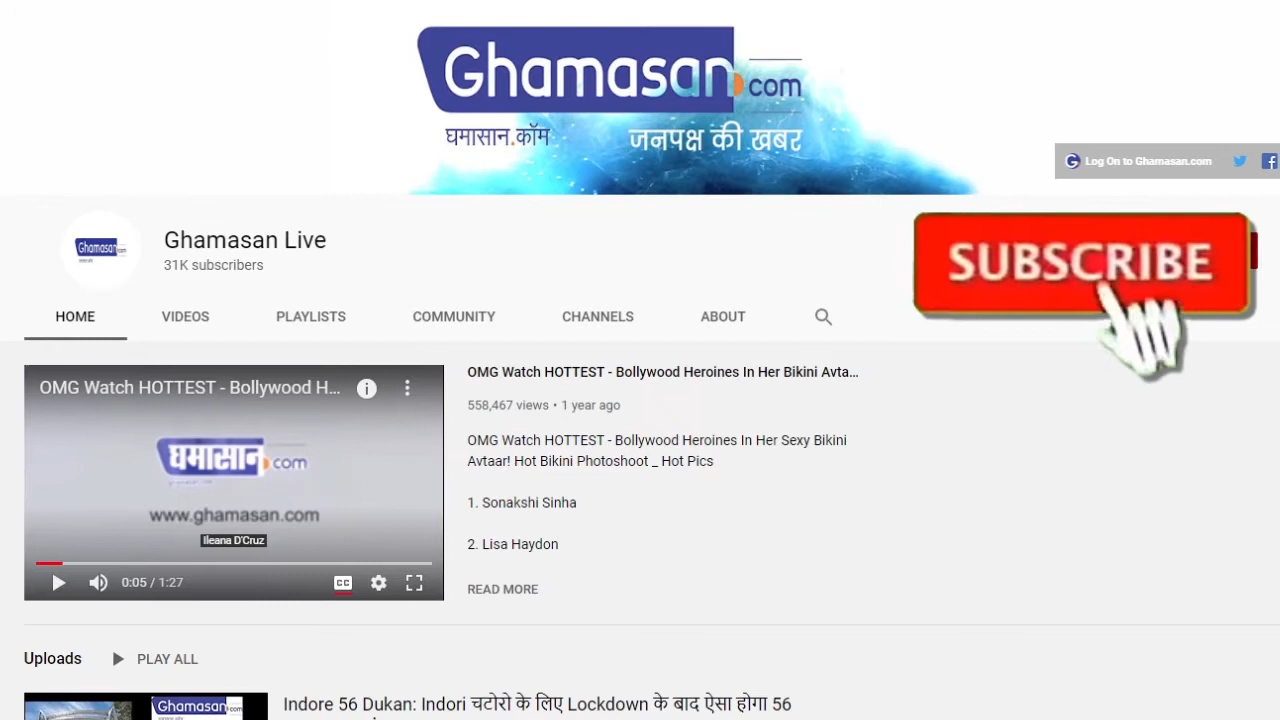 Ghamasan.com
घमासान.कॉम जनपक्ष की खबर
Log On to Ghamasan.com
Ghamasan
Ghamasan Live
31K subscribers
SUBSCRIBE
HOME VIDEOS PLAYLISTS COMMUNITY CHANNELS ABOUT
OMG Watch HOTTEST - Bollywood H...
घमासान.com
www.ghamasan.com
Ileana D'Cruz
0:05 / 1:27
CC
OMG Watch HOTTEST - Bollywood Heroines In Her Bikini Avta...
558,467 views • 1 year ago
OMG Watch HOTTEST - Bollywood Heroines In Her Sexy Bikini
Avtaar! Hot Bikini Photoshoot _ Hot Pics
1. Sonakshi Sinha
2. Lisa Haydon
READ MORE
Uploads PLAY ALL
Ghamasan
Indore 56 Dukan: Indori चटोरो के लिए Lockdown के बाद ऐसा होगा 56